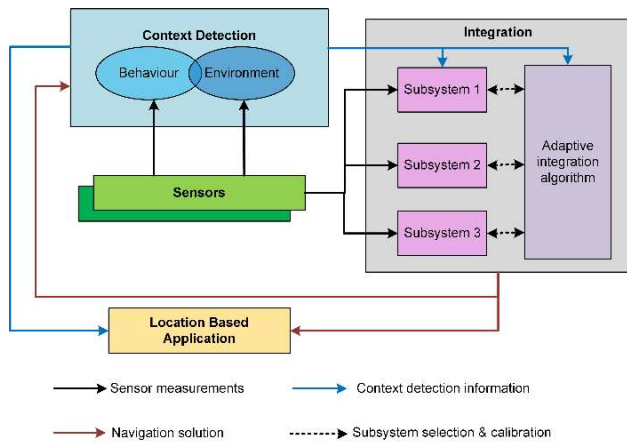 Context Detection
Behaviour
Environment
Integration
Subsystem 1
Subsystem 2
Subsystem 3
Adaptive
integration
algorithm
Sensors
Location Based
Application
Sensor measurements
Context detection information
Navigation solution
Subsystem selection & calibration